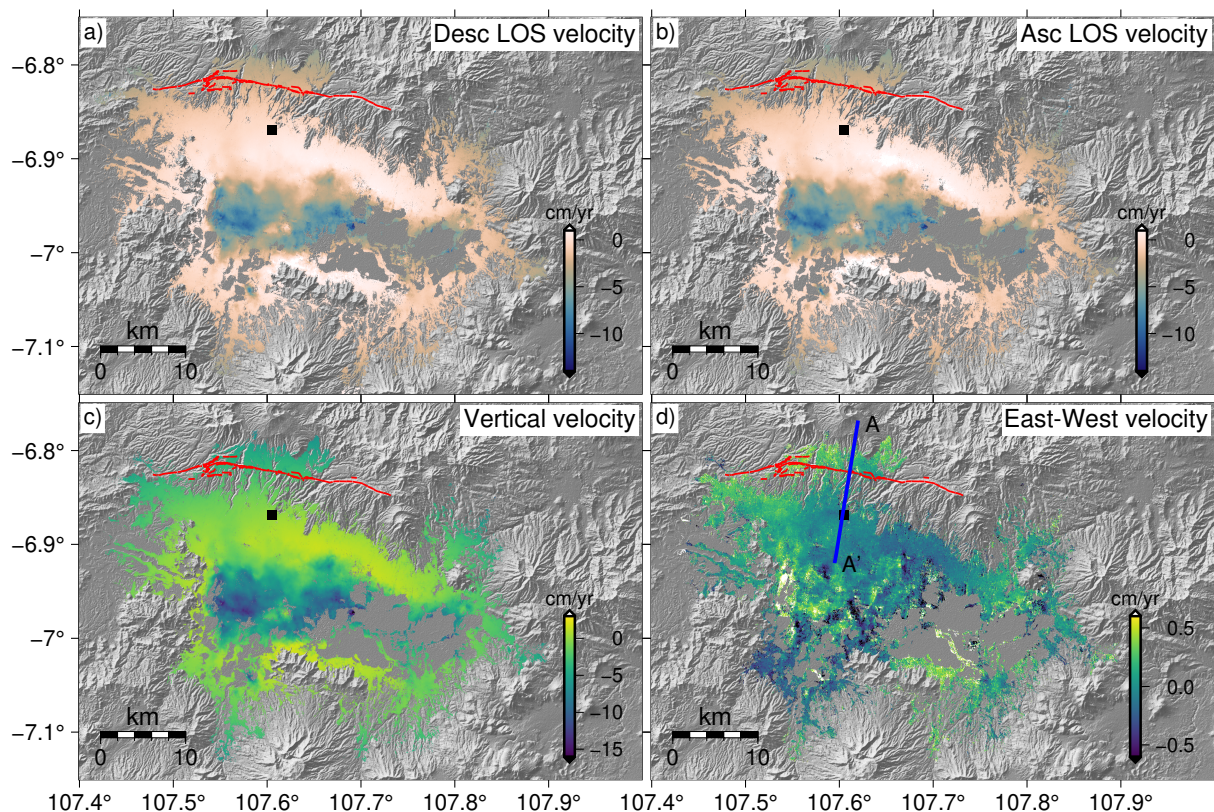 a) Desc LOS velocity
b) Asc LOS velocity
−6.8°
−6.9°
−7°
−7.1°
cm/yr
0
−5
−10
km
0 10
cm/yr
0
−5
−10
km
0 10
c) Vertical velocity
d) East-West velocity
A
A'
−6.8°
−6.9°
−7°
−7.1°
cm/yr
0
−5
−10
−15
km
0 10
cm/yr
0.5
0.0
−0.5
km
0 10
107.4° 107.5° 107.6° 107.7° 107.8° 107.9°
107.4° 107.5° 107.6° 107.7° 107.8° 107.9°